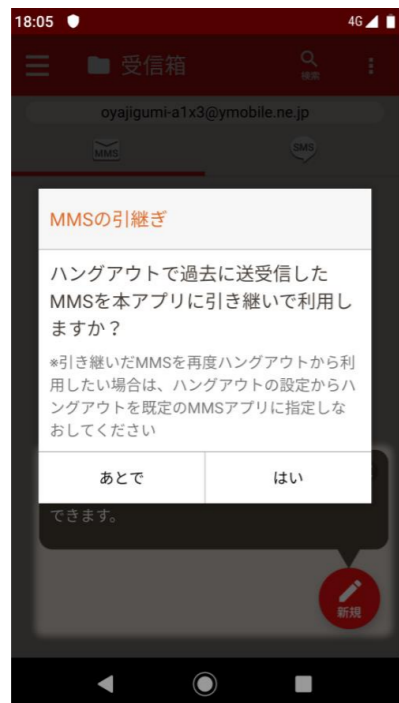 18:05
4G
受信箱
検索
oyajigumi-a1x3@ymobile.ne.jp
MMS
SMS
MMSの引継ぎ
ハングアウトで過去に送受信した
MMSを本アプリに引き継いで利用し
ますか？
*引き継いだMMSを再度ハングアウトから利
用したい場合は、ハングアウトの設定からハ
ングアウトを既定のMMSアプリに指定しな
おしてください
あとで
はい
できます。
新規